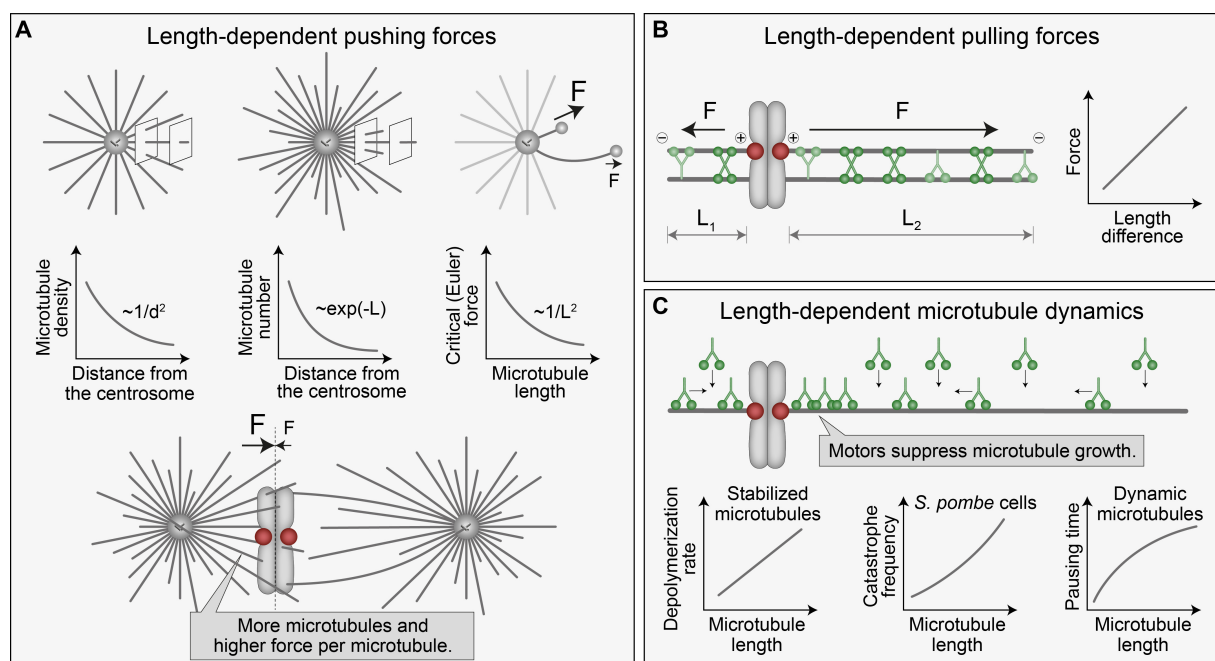 A
Length-dependent pushing forces
F
F
Microtubule
density
~1/d²
Distance from
the centrosome
Microtubule
number
~exp(-L)
Distance from
the centrosome
Critical (Euler)
force
~1/L²
Microtubule
length
F
F
More microtubules and
higher force per microtubule.
B
Length-dependent pulling forces
F
F
−
+
+
−
L₁
L₂
Force
Length
difference
C
Length-dependent microtubule dynamics
Motors suppress microtubule growth.
Depolymerization
rate
Stabilized
microtubules
Microtubule
length
Catastrophe
frequency
S. pombe cells
Microtubule
length
Pausing time
Dynamic
microtubules
Microtubule
length